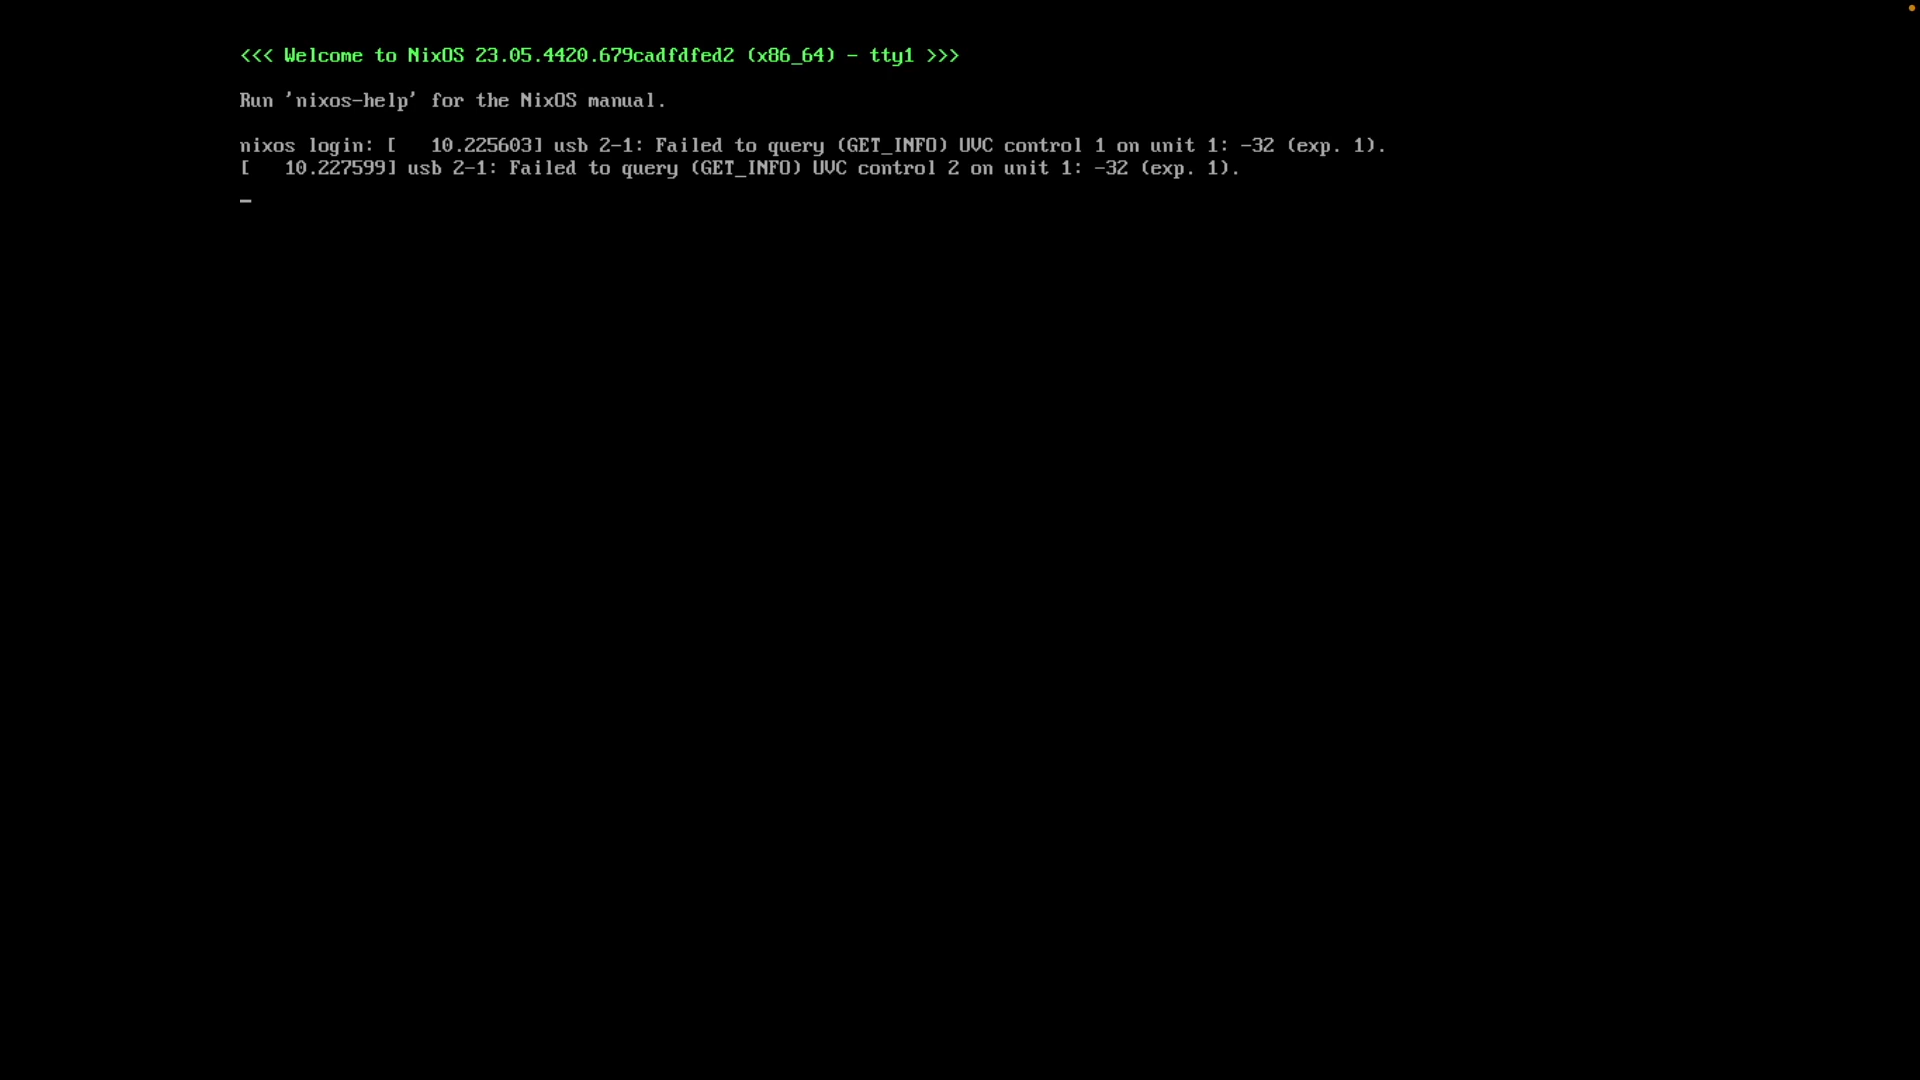 <<< Welcome to NixOS 23.05.4420.679cadfdfed2 (x86_64) - tty1 >>>
Run 'nixos-help' for the NixOS manual.
nixos login: [   10.225603] usb 2-1: Failed to query (GET_INFO) UVC control 1 on unit 1: -32 (exp. 1).
[   10.227599] usb 2-1: Failed to query (GET_INFO) UVC control 2 on unit 1: -32 (exp. 1).